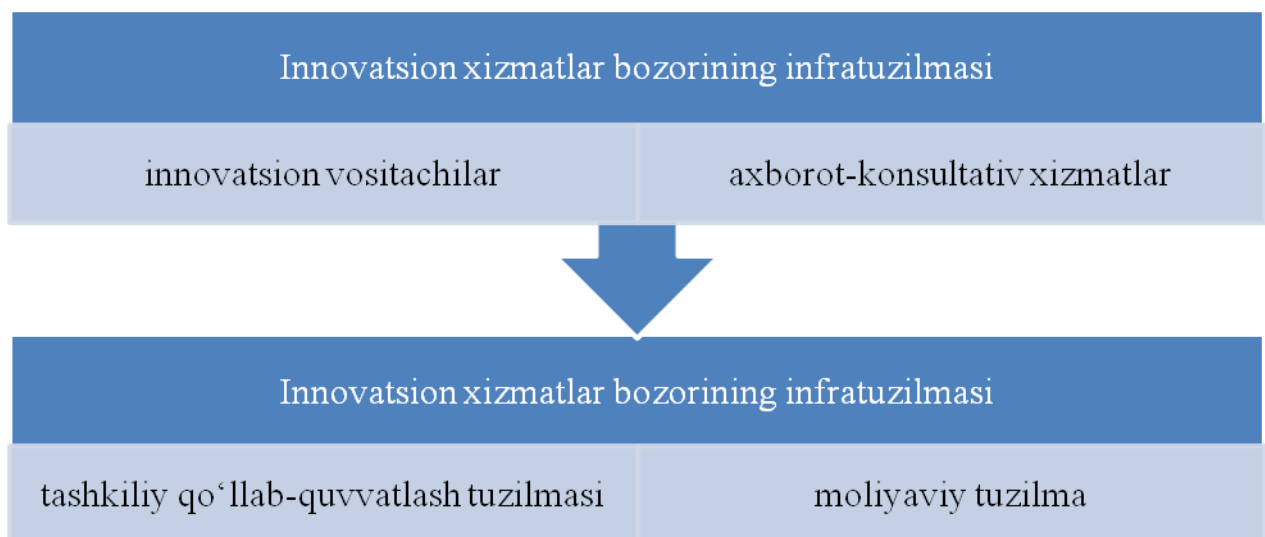 Innovatsion xizmatlar bozorining infratuzilmasi
innovatsion vositachilar
axborot-konsultativ xizmatlar
Innovatsion xizmatlar bozorining infratuzilmasi
tashkiliy qo‘llab-quvvatlash tuzilmasi
moliyaviy tuzilma